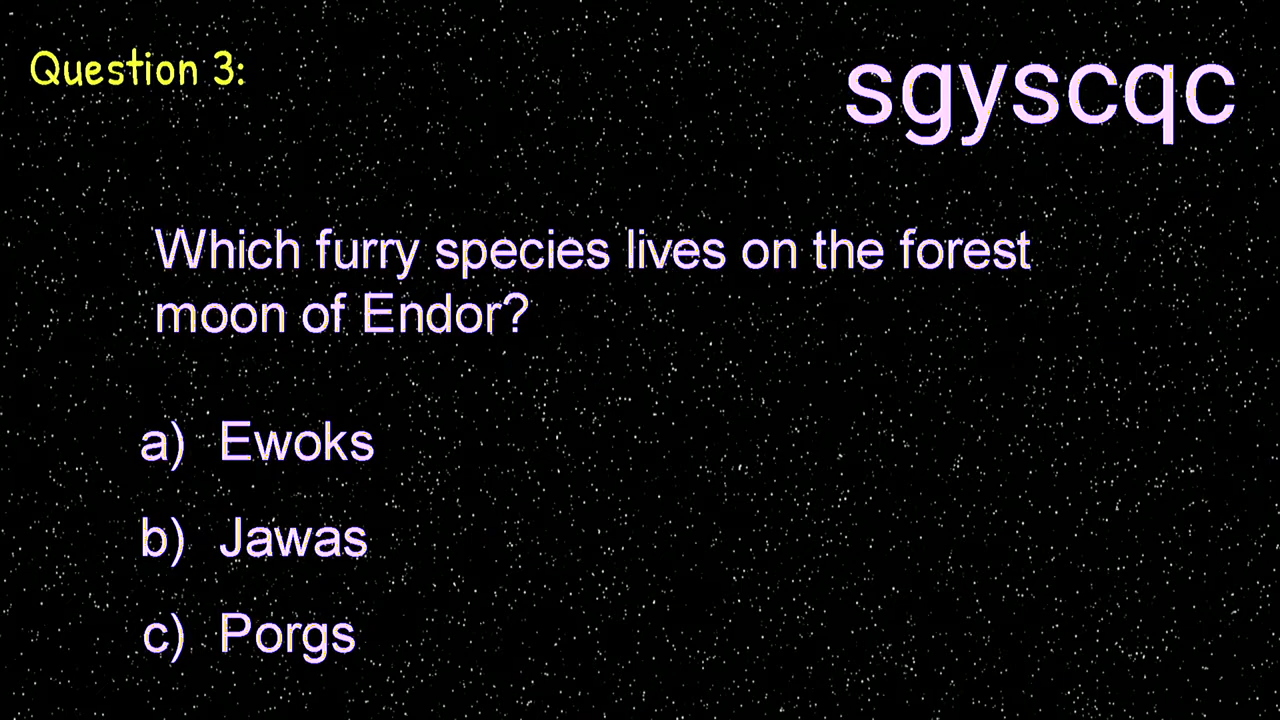 Question 3:
sgyscqc
Which furry species lives on the forest
moon of Endor?
a) Ewoks
b) Jawas
c) Porgs